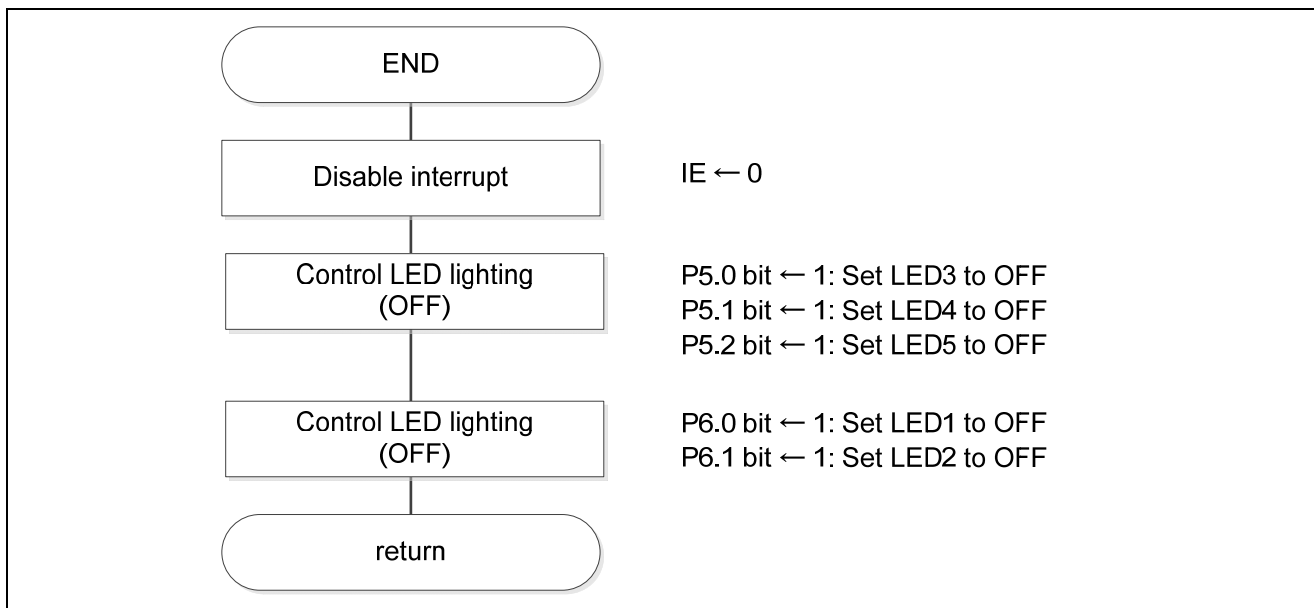 END
Disable interrupt
IE ← 0
Control LED lighting
(OFF)
P5.0 bit ← 1: Set LED3 to OFF
P5.1 bit ← 1: Set LED4 to OFF
P5.2 bit ← 1: Set LED5 to OFF
Control LED lighting
(OFF)
P6.0 bit ← 1: Set LED1 to OFF
P6.1 bit ← 1: Set LED2 to OFF
return